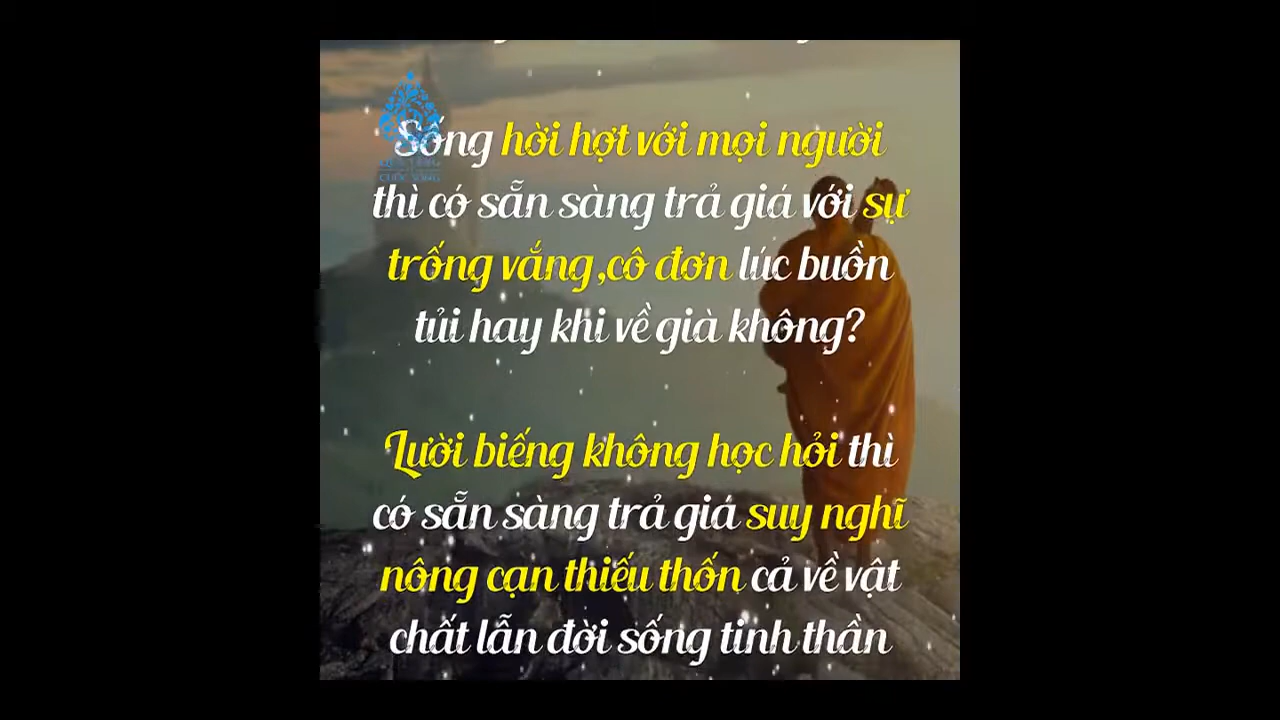 Sống hời hợt với mọi người
thì có sẵn sàng trả giá với sự
trống vắng,cô đơn lúc buồn
tủi hay khi về già không?
Lười biếng không học hỏi thì
có sẵn sàng trả giá suy nghĩ
nông cạn thiếu thốn cả về vật
chất lẫn đời sống tinh thần